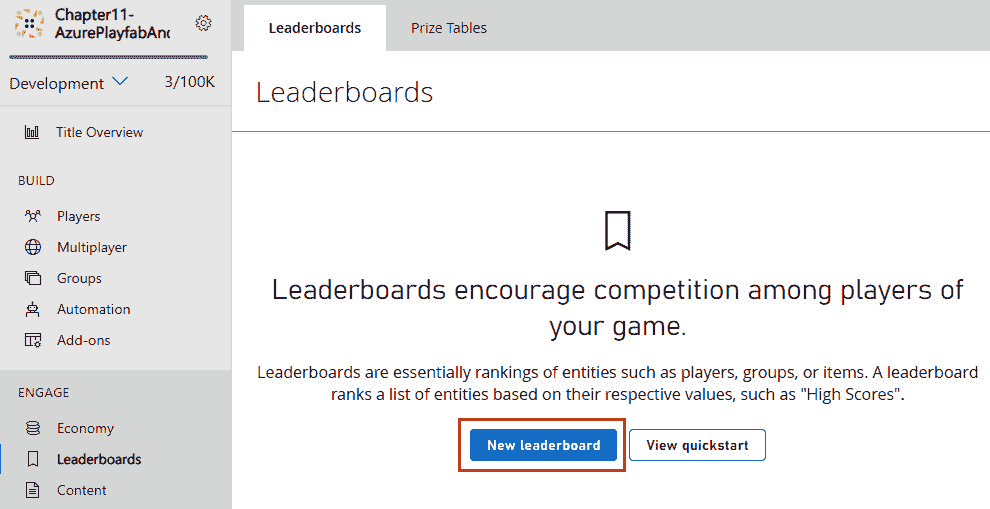 Chapter11-
AzurePlayfabAnd
Development
3/100K
Title Overview
BUILD
Players
Multiplayer
Groups
Automation
Add-ons
ENGAGE
Economy
Leaderboards
Content
Leaderboards
Prize Tables
Leaderboards
Leaderboards encourage competition among players of
your game.
Leaderboards are essentially rankings of entities such as players, groups, or items. A leaderboard
ranks a list of entities based on their respective values, such as "High Scores".
New leaderboard
View quickstart